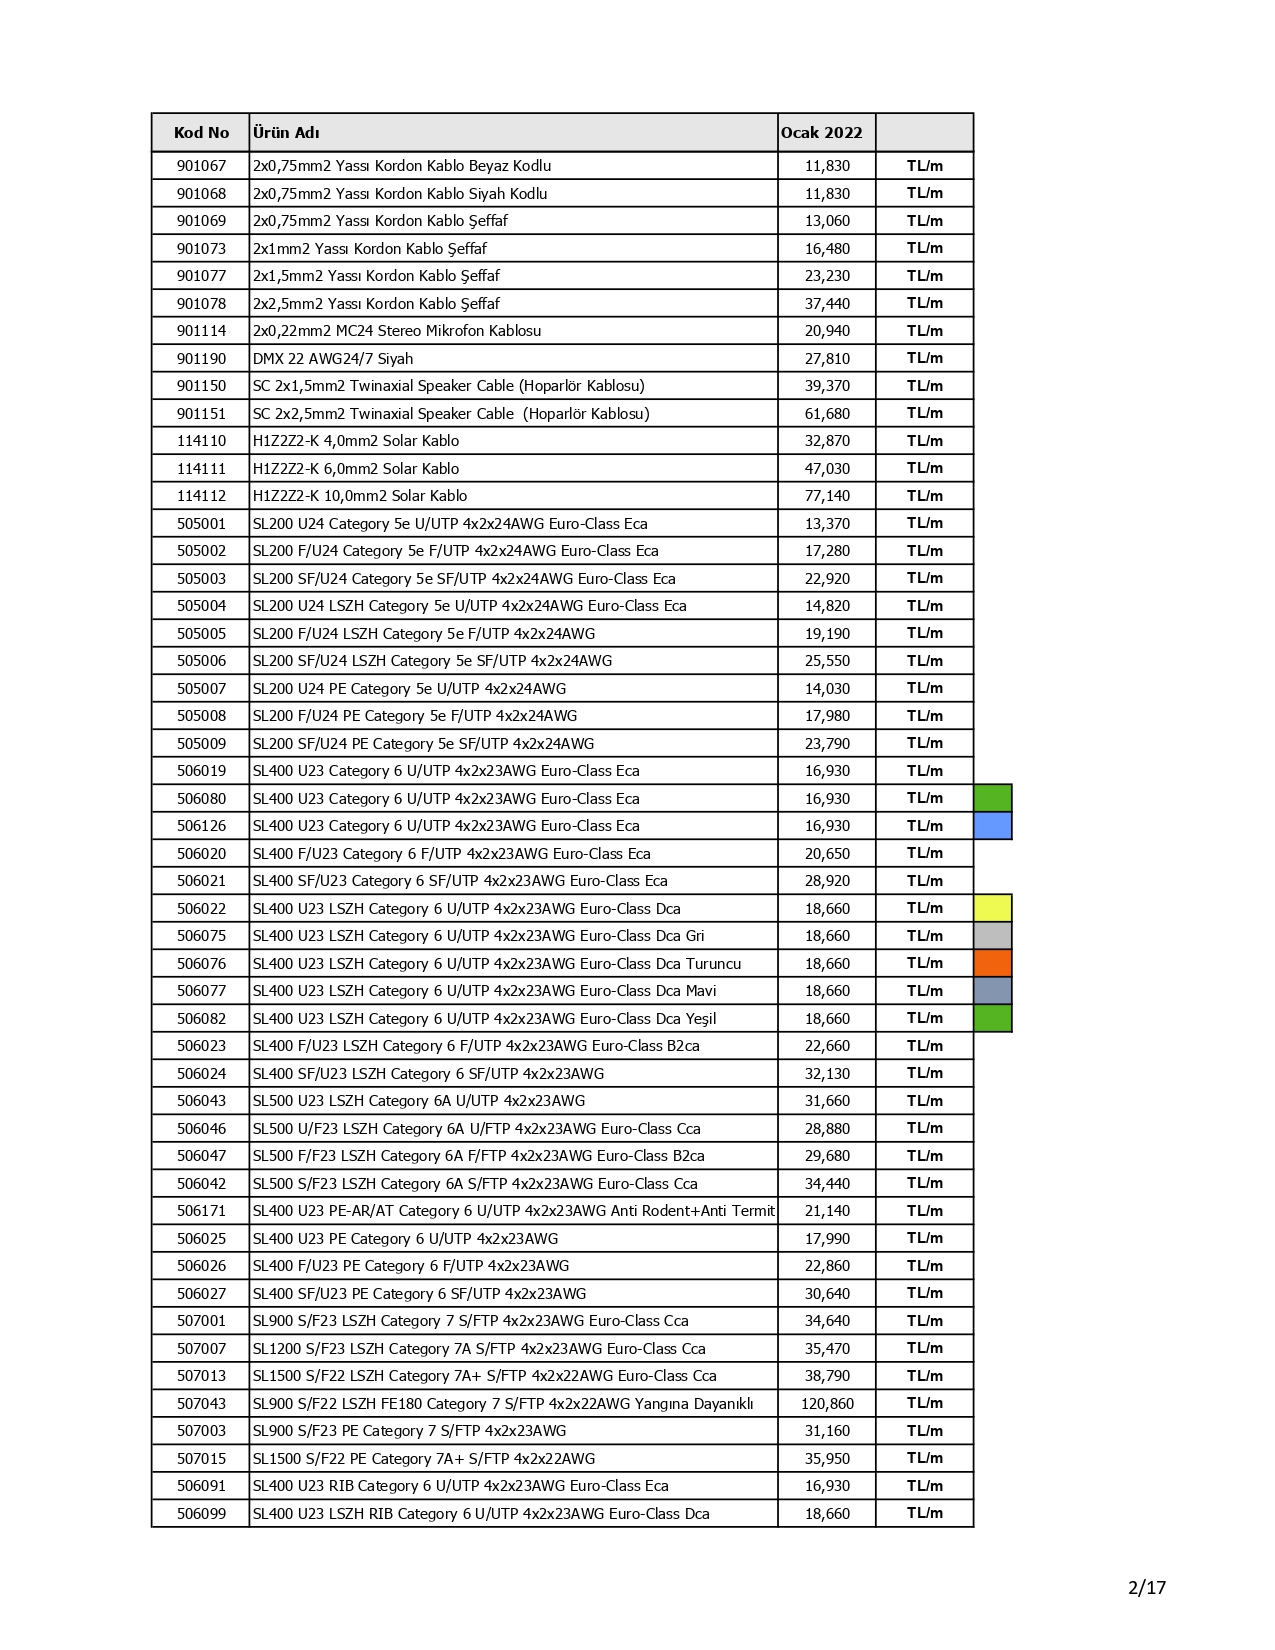 Kod No Ürün Adı Ocak 2022
901067 2x0,75mm2 Yassı Kordon Kablo Beyaz Kodlu 11,830 TL/m
901068 2x0,75mm2 Yassı Kordon Kablo Siyah Kodlu 11,830 TL/m
901069 2x0,75mm2 Yassı Kordon Kablo Şeffaf 13,060 TL/m
901073 2x1mm2 Yassı Kordon Kablo Şeffaf 16,480 TL/m
901077 2x1,5mm2 Yassı Kordon Kablo Şeffaf 23,230 TL/m
901078 2x2,5mm2 Yassı Kordon Kablo Şeffaf 37,440 TL/m
901114 2x0,22mm2 MC24 Stereo Mikrofon Kablosu 20,940 TL/m
901190 DMX 22 AWG24/7 Siyah 27,810 TL/m
901150 SC 2x1,5mm2 Twinaxial Speaker Cable (Hoparlör Kablosu) 39,370 TL/m
901151 SC 2x2,5mm2 Twinaxial Speaker Cable  (Hoparlör Kablosu) 61,680 TL/m
114110 H1Z2Z2-K 4,0mm2 Solar Kablo 32,870 TL/m
114111 H1Z2Z2-K 6,0mm2 Solar Kablo 47,030 TL/m
114112 H1Z2Z2-K 10,0mm2 Solar Kablo 77,140 TL/m
505001 SL200 U24 Category 5e U/UTP 4x2x24AWG Euro-Class Eca 13,370 TL/m
505002 SL200 F/U24 Category 5e F/UTP 4x2x24AWG Euro-Class Eca 17,280 TL/m
505003 SL200 SF/U24 Category 5e SF/UTP 4x2x24AWG Euro-Class Eca 22,920 TL/m
505004 SL200 U24 LSZH Category 5e U/UTP 4x2x24AWG Euro-Class Eca 14,820 TL/m
505005 SL200 F/U24 LSZH Category 5e F/UTP 4x2x24AWG 19,190 TL/m
505006 SL200 SF/U24 LSZH Category 5e SF/UTP 4x2x24AWG 25,550 TL/m
505007 SL200 U24 PE Category 5e U/UTP 4x2x24AWG 14,030 TL/m
505008 SL200 F/U24 PE Category 5e F/UTP 4x2x24AWG 17,980 TL/m
505009 SL200 SF/U24 PE Category 5e SF/UTP 4x2x24AWG 23,790 TL/m
506019 SL400 U23 Category 6 U/UTP 4x2x23AWG Euro-Class Eca 16,930 TL/m
506080 SL400 U23 Category 6 U/UTP 4x2x23AWG Euro-Class Eca 16,930 TL/m
506126 SL400 U23 Category 6 U/UTP 4x2x23AWG Euro-Class Eca 16,930 TL/m
506020 SL400 F/U23 Category 6 F/UTP 4x2x23AWG Euro-Class Eca 20,650 TL/m
506021 SL400 SF/U23 Category 6 SF/UTP 4x2x23AWG Euro-Class Eca 28,920 TL/m
506022 SL400 U23 LSZH Category 6 U/UTP 4x2x23AWG Euro-Class Dca 18,660 TL/m
506075 SL400 U23 LSZH Category 6 U/UTP 4x2x23AWG Euro-Class Dca Gri 18,660 TL/m
506076 SL400 U23 LSZH Category 6 U/UTP 4x2x23AWG Euro-Class Dca Turuncu 18,660 TL/m
506077 SL400 U23 LSZH Category 6 U/UTP 4x2x23AWG Euro-Class Dca Mavi 18,660 TL/m
506082 SL400 U23 LSZH Category 6 U/UTP 4x2x23AWG Euro-Class Dca Yeşil 18,660 TL/m
506023 SL400 F/U23 LSZH Category 6 F/UTP 4x2x23AWG Euro-Class B2ca 22,660 TL/m
506024 SL400 SF/U23 LSZH Category 6 SF/UTP 4x2x23AWG 32,130 TL/m
506043 SL500 U23 LSZH Category 6A U/UTP 4x2x23AWG 31,660 TL/m
506046 SL500 U/F23 LSZH Category 6A U/FTP 4x2x23AWG Euro-Class Cca 28,880 TL/m
506047 SL500 F/F23 LSZH Category 6A F/FTP 4x2x23AWG Euro-Class B2ca 29,680 TL/m
506042 SL500 S/F23 LSZH Category 6A S/FTP 4x2x23AWG Euro-Class Cca 34,440 TL/m
506171 SL400 U23 PE-AR/AT Category 6 U/UTP 4x2x23AWG Anti Rodent+Anti Termit 21,140 TL/m
506025 SL400 U23 PE Category 6 U/UTP 4x2x23AWG 17,990 TL/m
506026 SL400 F/U23 PE Category 6 F/UTP 4x2x23AWG 22,860 TL/m
506027 SL400 SF/U23 PE Category 6 SF/UTP 4x2x23AWG 30,640 TL/m
507001 SL900 S/F23 LSZH Category 7 S/FTP 4x2x23AWG Euro-Class Cca 34,640 TL/m
507007 SL1200 S/F23 LSZH Category 7A S/FTP 4x2x23AWG Euro-Class Cca 35,470 TL/m
507013 SL1500 S/F22 LSZH Category 7A+ S/FTP 4x2x22AWG Euro-Class Cca 38,790 TL/m
507043 SL900 S/F22 LSZH FE180 Category 7 S/FTP 4x2x22AWG Yangına Dayanıklı 120,860 TL/m
507003 SL900 S/F23 PE Category 7 S/FTP 4x2x23AWG 31,160 TL/m
507015 SL1500 S/F22 PE Category 7A+ S/FTP 4x2x22AWG 35,950 TL/m
506091 SL400 U23 RIB Category 6 U/UTP 4x2x23AWG Euro-Class Eca 16,930 TL/m
506099 SL400 U23 LSZH RIB Category 6 U/UTP 4x2x23AWG Euro-Class Dca 18,660 TL/m
2/17